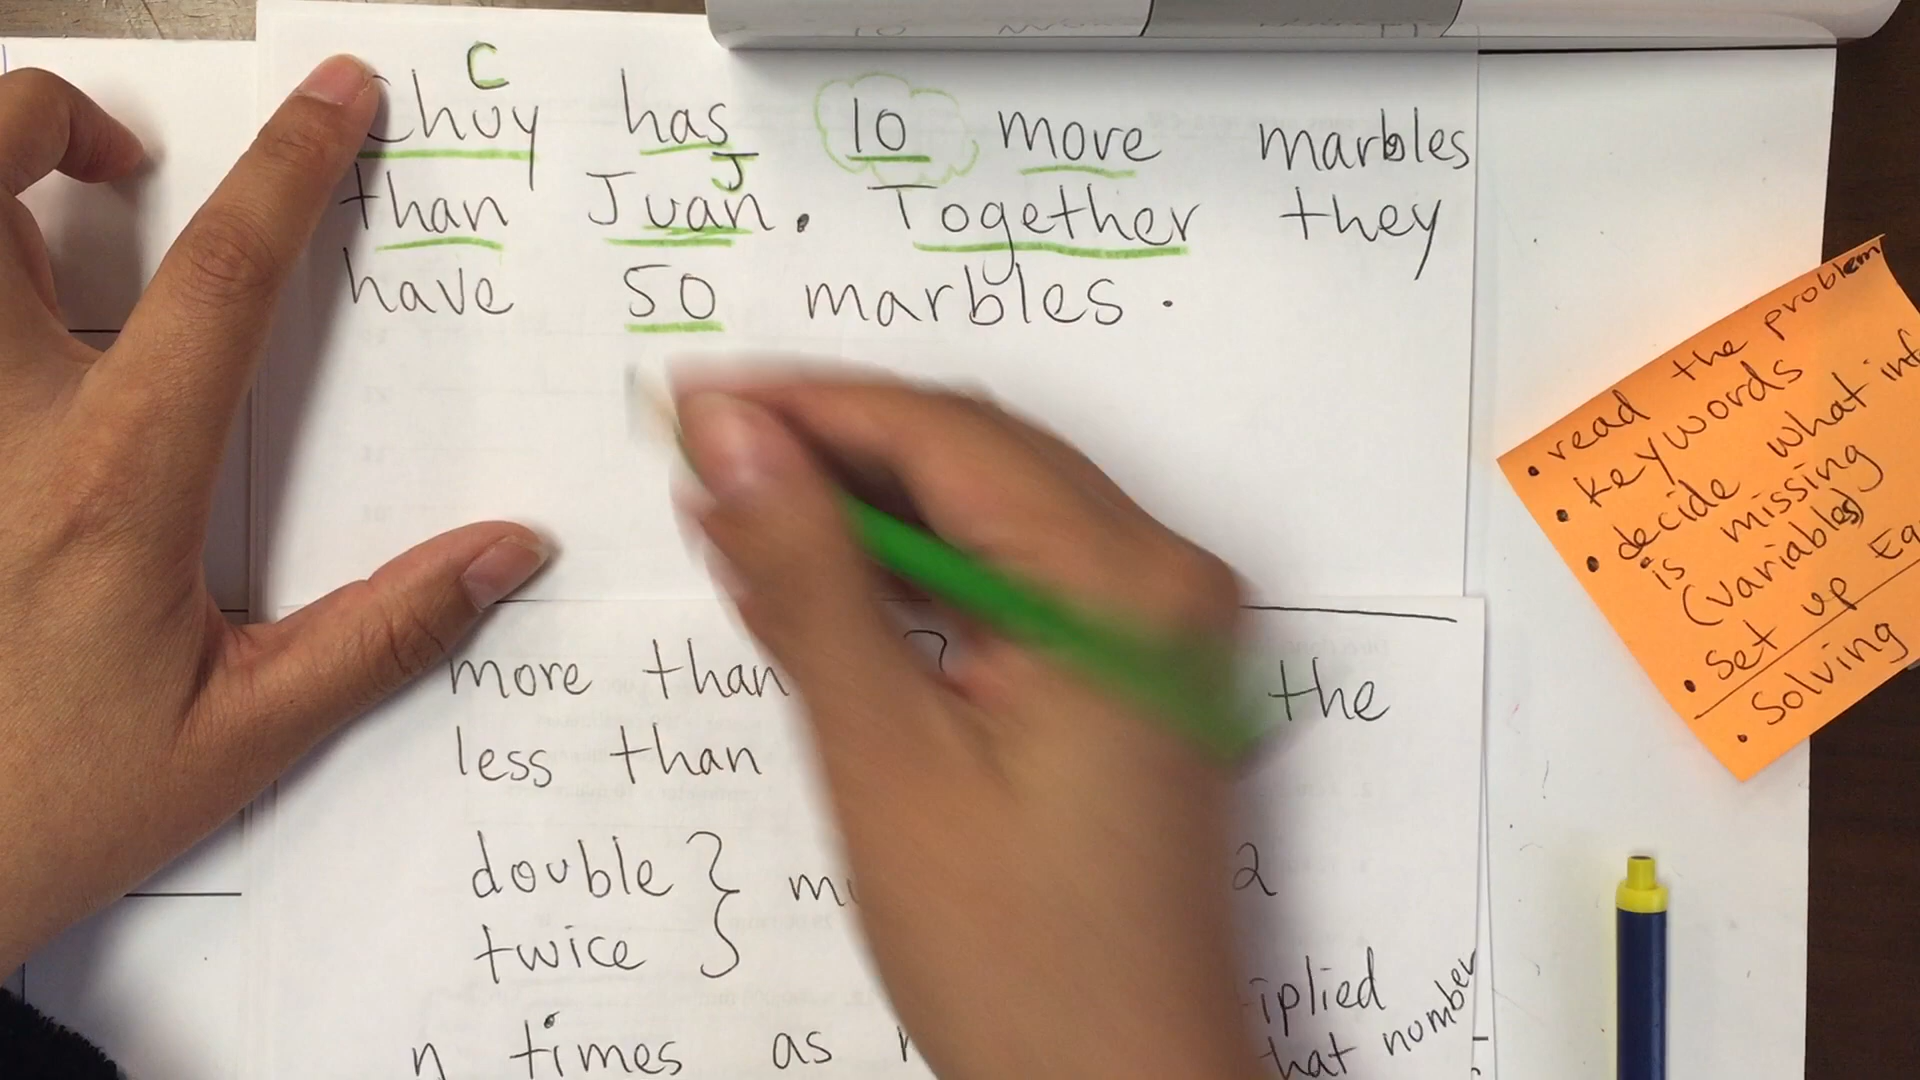 C
Chuy has 10 more marbles
J
than Juan. Together they
have 50 marbles.
more than } the
less than
double } 2
twice
iplied
that number
n times as
• read the problem
• keywords
• decide what inf
is missing
(variables)
• Set up Eq
• Solving